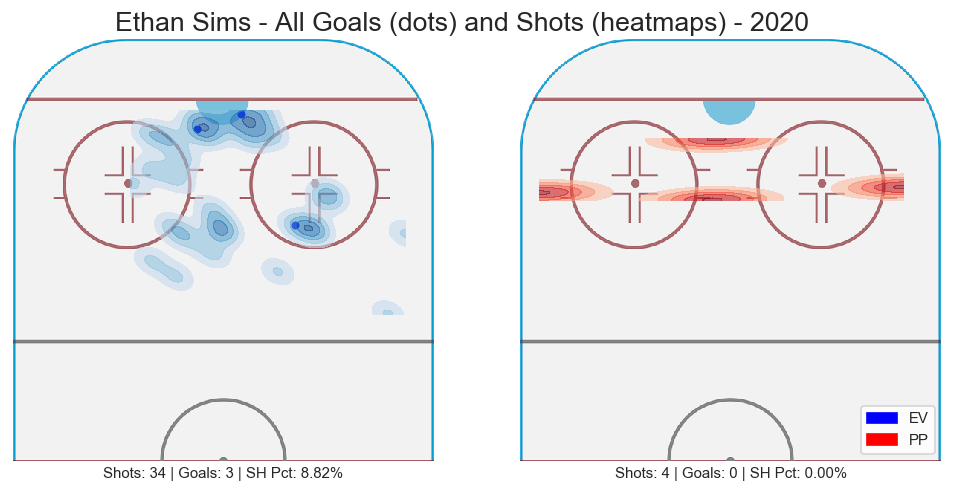 Ethan Sims - All Goals (dots) and Shots (heatmaps) - 2020
EV
PP
Shots: 34 | Goals: 3 | SH Pct: 8.82%
Shots: 4 | Goals: 0 | SH Pct: 0.00%